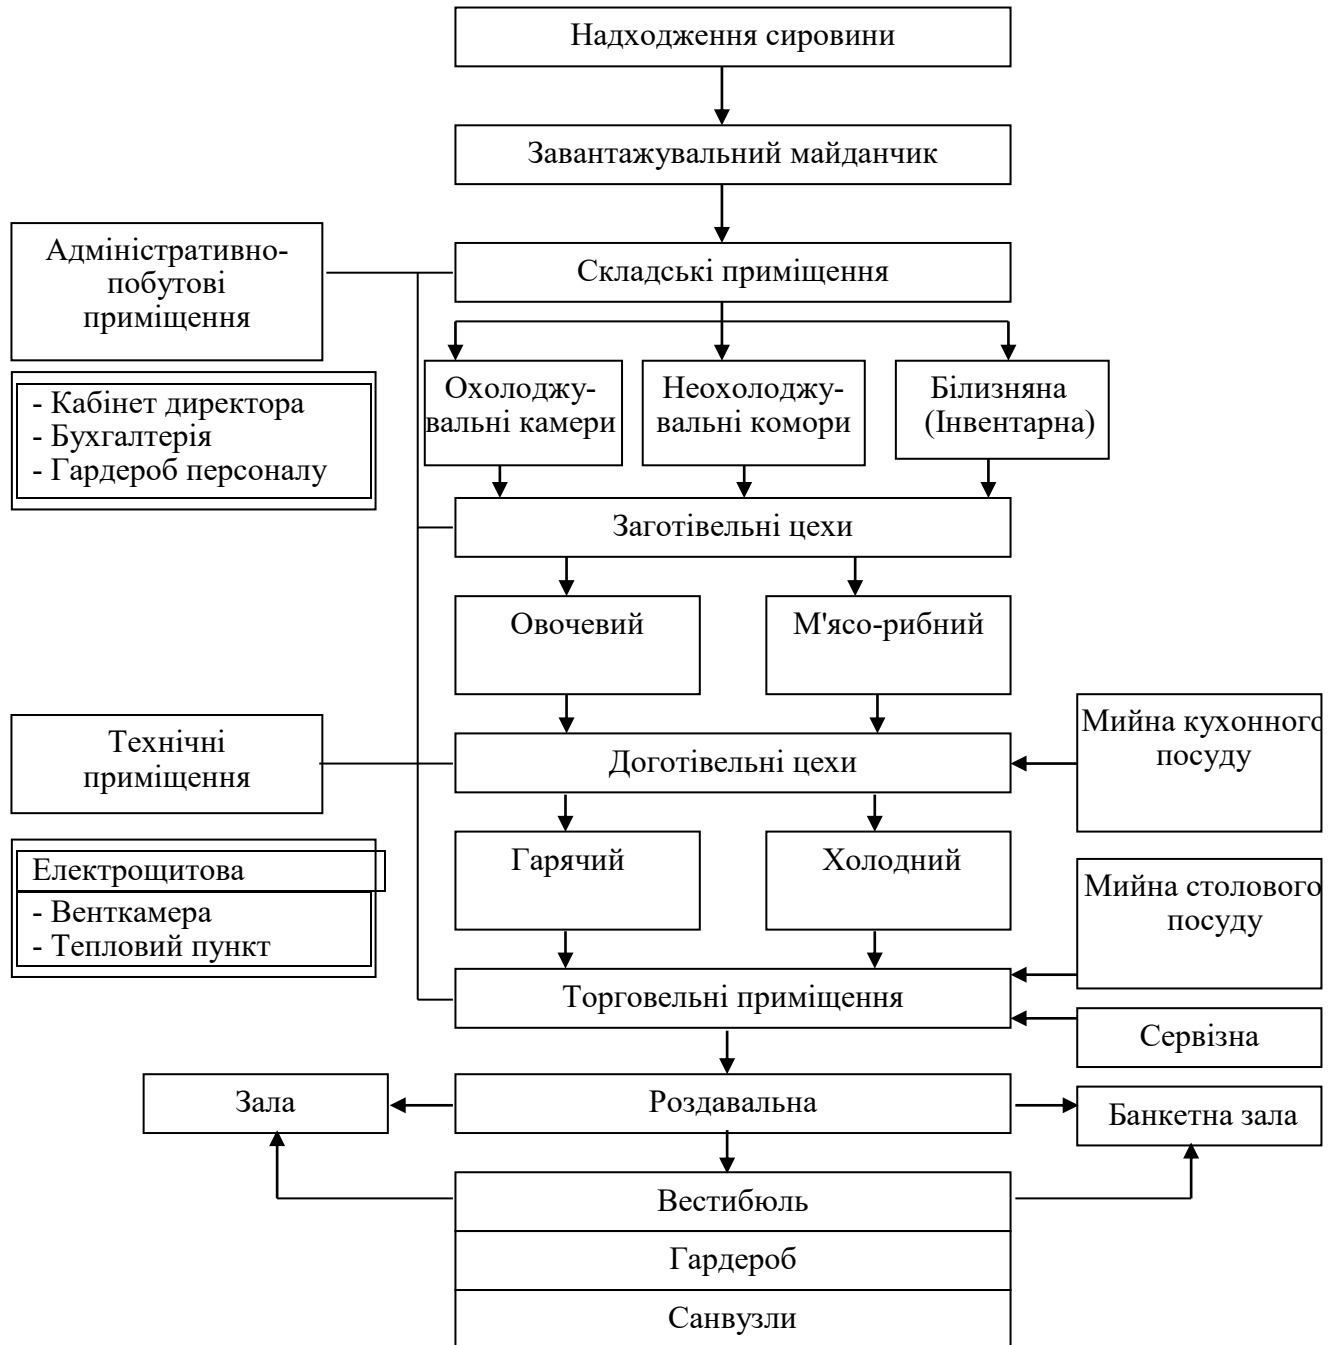 Надходження сировини
Завантажувальний майданчик
Адміністративно-
побутові
приміщення
Складські приміщення
- Кабінет директора
- Бухгалтерія
- Гардероб персоналу
Охолоджу-
вальні камери
Неохолоджу-
вальні комори
Білизняна
(Інвентарна)
Заготівельні цехи
Овочевий
М'ясо-рибний
Технічні
приміщення
Доготівельні цехи
Мийна кухонного
посуду
Електрощитова
- Венткамера
- Тепловий пункт
Гарячий
Холодний
Мийна столового
посуду
Торговельні приміщення
Сервізна
Зала
Роздавальна
Банкетна зала
Вестибюль
Гардероб
Санвузли